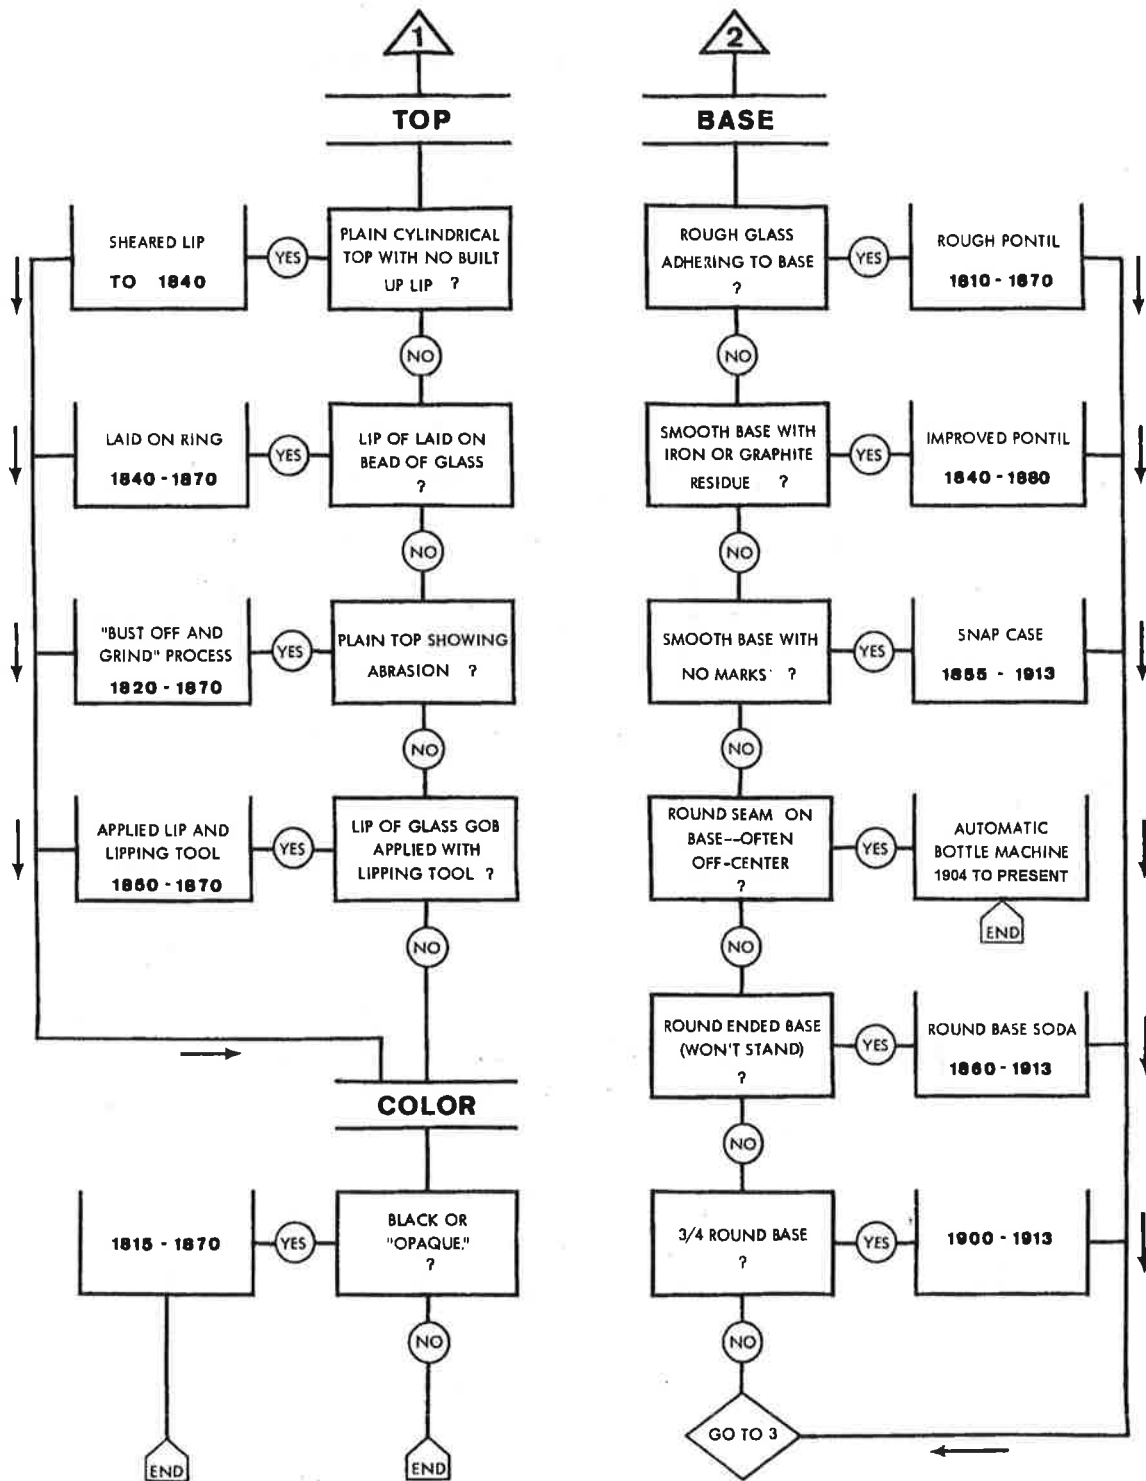 1
TOP
PLAIN CYLINDRICAL
TOP WITH NO BUILT
UP LIP ?
YES
SHEARED LIP
TO 1840
NO
LIP OF LAID ON
BEAD OF GLASS
?
YES
LAID ON RING
1840 - 1870
NO
PLAIN TOP SHOWING
ABRASION ?
YES
"BUST OFF AND
GRIND" PROCESS
1820 - 1870
NO
LIP OF GLASS GOB
APPLIED WITH
LIPPING TOOL ?
YES
APPLIED LIP AND
LIPPING TOOL
1850 - 1870
NO
COLOR
BLACK OR
"OPAQUE"
?
YES
1815 - 1870
END
NO
END
2
BASE
ROUGH GLASS
ADHERING TO BASE
?
YES
ROUGH PONTIL
1810 - 1870
NO
SMOOTH BASE WITH
IRON OR GRAPHITE
RESIDUE ?
YES
IMPROVED PONTIL
1840 - 1880
NO
SMOOTH BASE WITH
NO MARKS ?
YES
SNAP CASE
1855 - 1913
NO
ROUND SEAM ON
BASE--OFTEN
OFF-CENTER
?
YES
AUTOMATIC
BOTTLE MACHINE
1904 TO PRESENT
END
NO
ROUND ENDED BASE
(WON'T STAND)
?
YES
ROUND BASE SODA
1860 - 1913
NO
3/4 ROUND BASE
?
YES
1900 - 1913
NO
GO TO 3